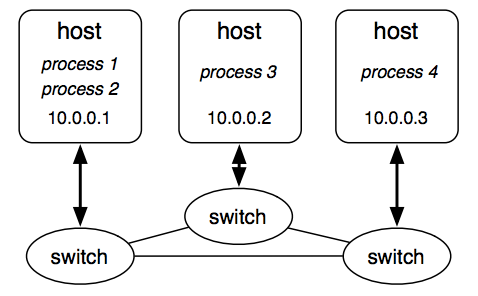 host
process 1
process 2
10.0.0.1
host
process 3
10.0.0.2
host
process 4
10.0.0.3
switch
switch
switch